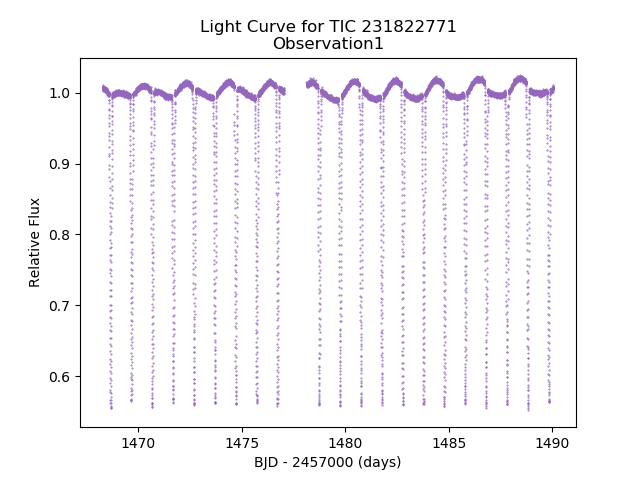 Light Curve for TIC 231822771
Observation1
1.0
0.9
0.8
0.7
0.6
Relative Flux
1470
1475
1480
1485
1490
BJD - 2457000 (days)